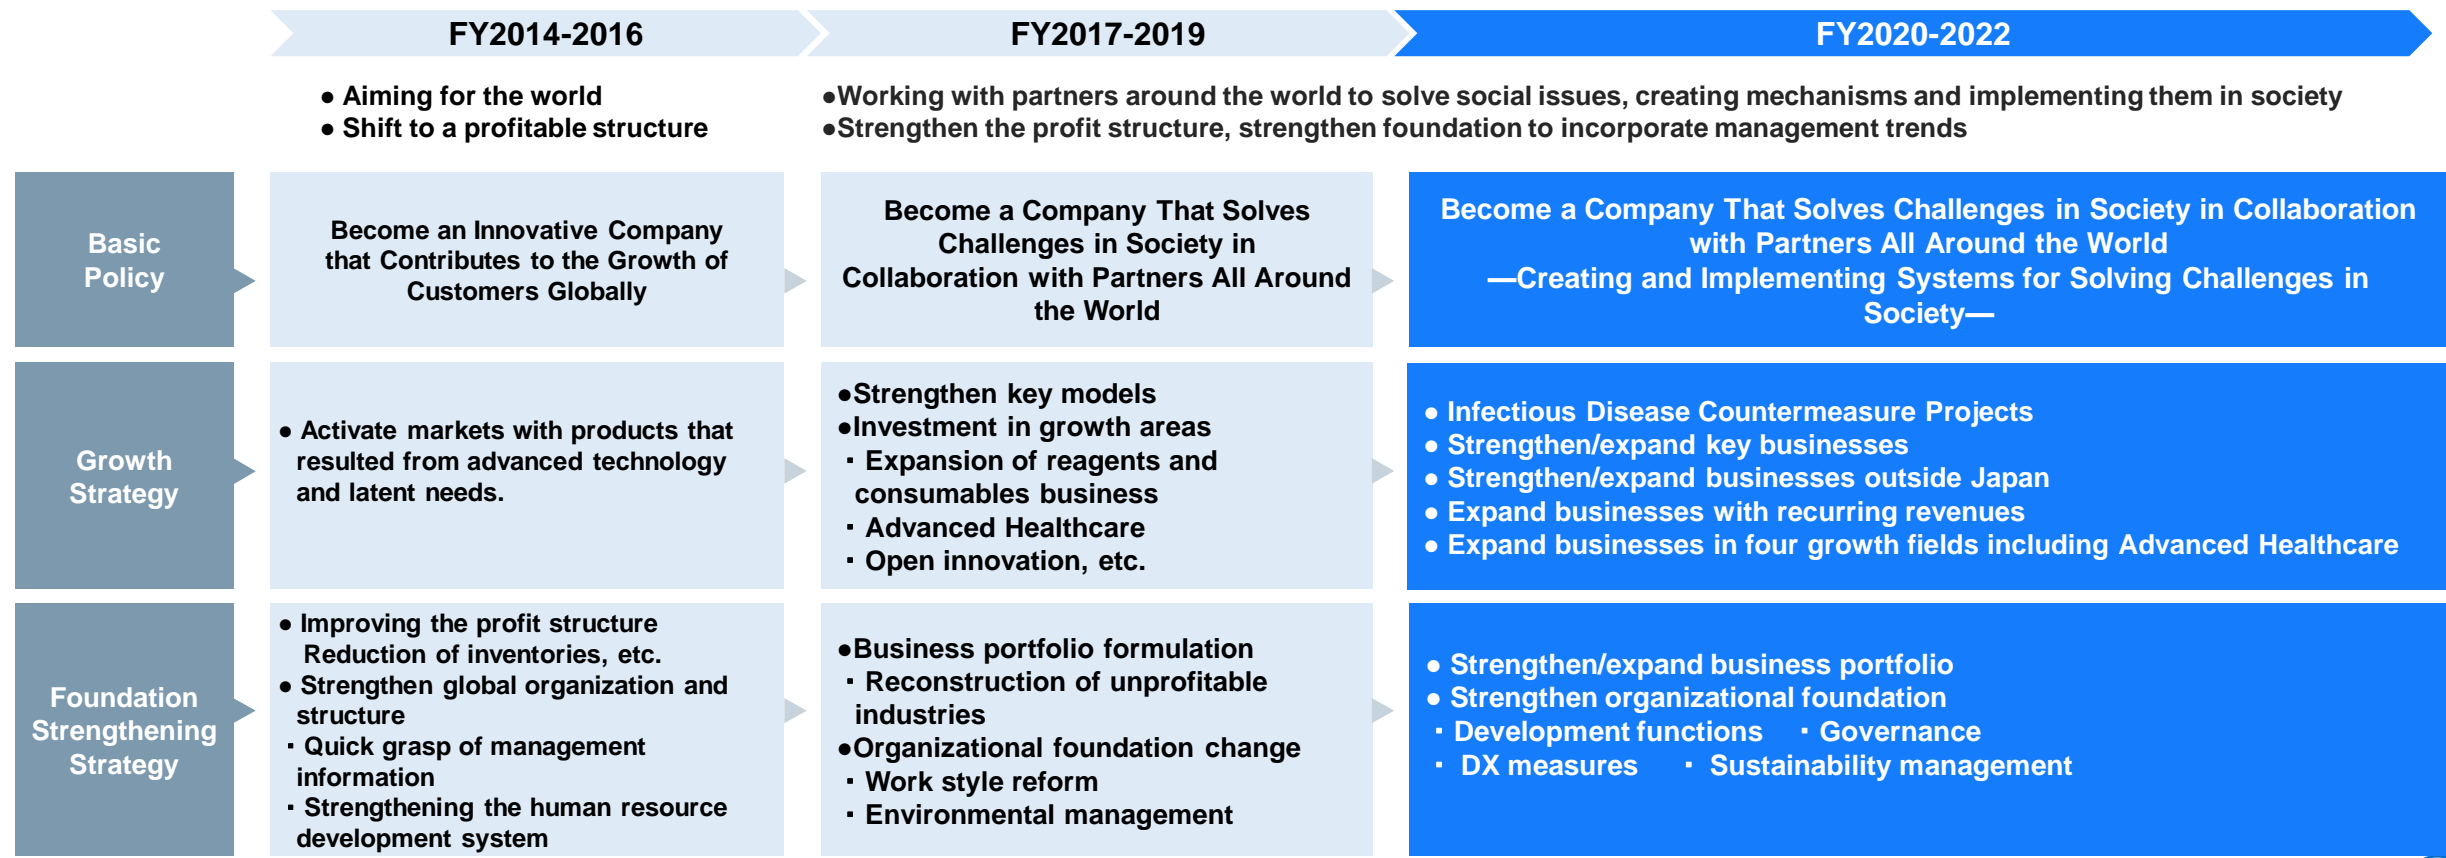 FY2014-2016
FY2017-2019
FY2020-2022
● Aiming for the world
● Shift to a profitable structure
●Working with partners around the world to solve social issues, creating mechanisms and implementing them in society
●Strengthen the profit structure, strengthen foundation to incorporate management trends
Basic
Policy
Become an Innovative Company
that Contributes to the Growth of
Customers Globally
Become a Company That Solves
Challenges in Society in
Collaboration with Partners All Around
the World
Become a Company That Solves Challenges in Society in Collaboration
with Partners All Around the World
—Creating and Implementing Systems for Solving Challenges in
Society—
Growth
Strategy
● Activate markets with products that
resulted from advanced technology
and latent needs.
●Strengthen key models
●Investment in growth areas
・Expansion of reagents and
consumables business
・Advanced Healthcare
・Open innovation, etc.
● Infectious Disease Countermeasure Projects
● Strengthen/expand key businesses
● Strengthen/expand businesses outside Japan
● Expand businesses with recurring revenues
● Expand businesses in four growth fields including Advanced Healthcare
Foundation
Strengthening
Strategy
● Improving the profit structure
Reduction of inventories, etc.
● Strengthen global organization and
structure
・Quick grasp of management
information
・Strengthening the human resource
development system
●Business portfolio formulation
・Reconstruction of unprofitable
industries
●Organizational foundation change
・Work style reform
・Environmental management
● Strengthen/expand business portfolio
● Strengthen organizational foundation
・Development functions ・Governance
・ DX measures ・ Sustainability management